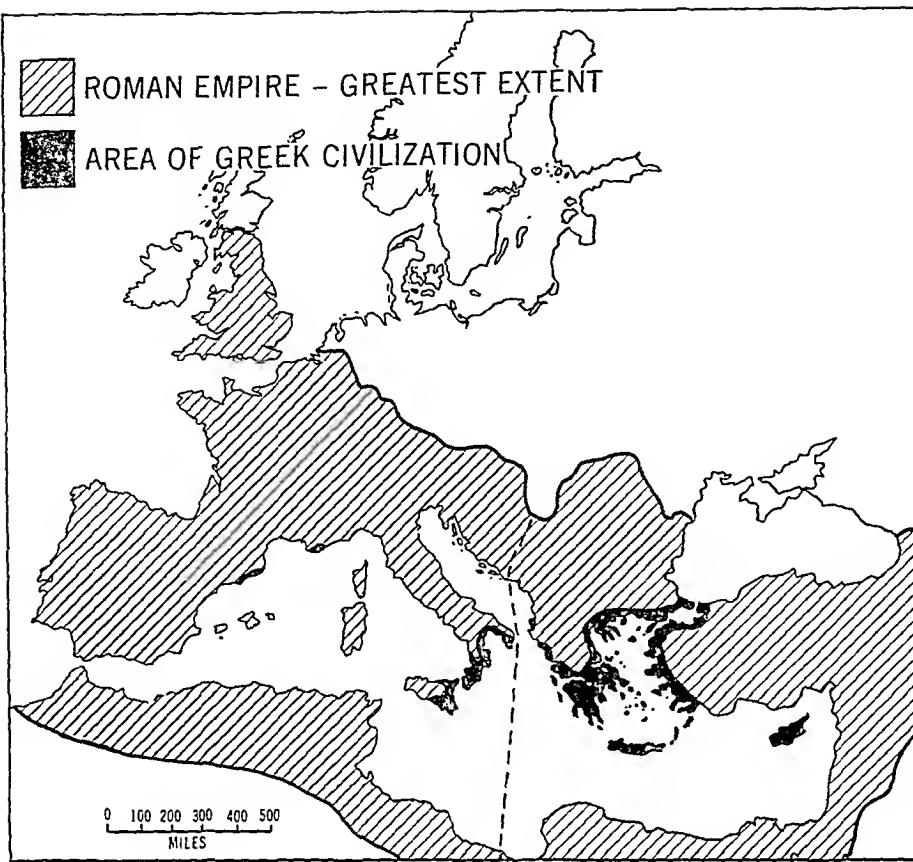 ROMAN EMPIRE – GREATEST EXTENT
AREA OF GREEK CIVILIZATION
0 100 200 300 400 500
MILES